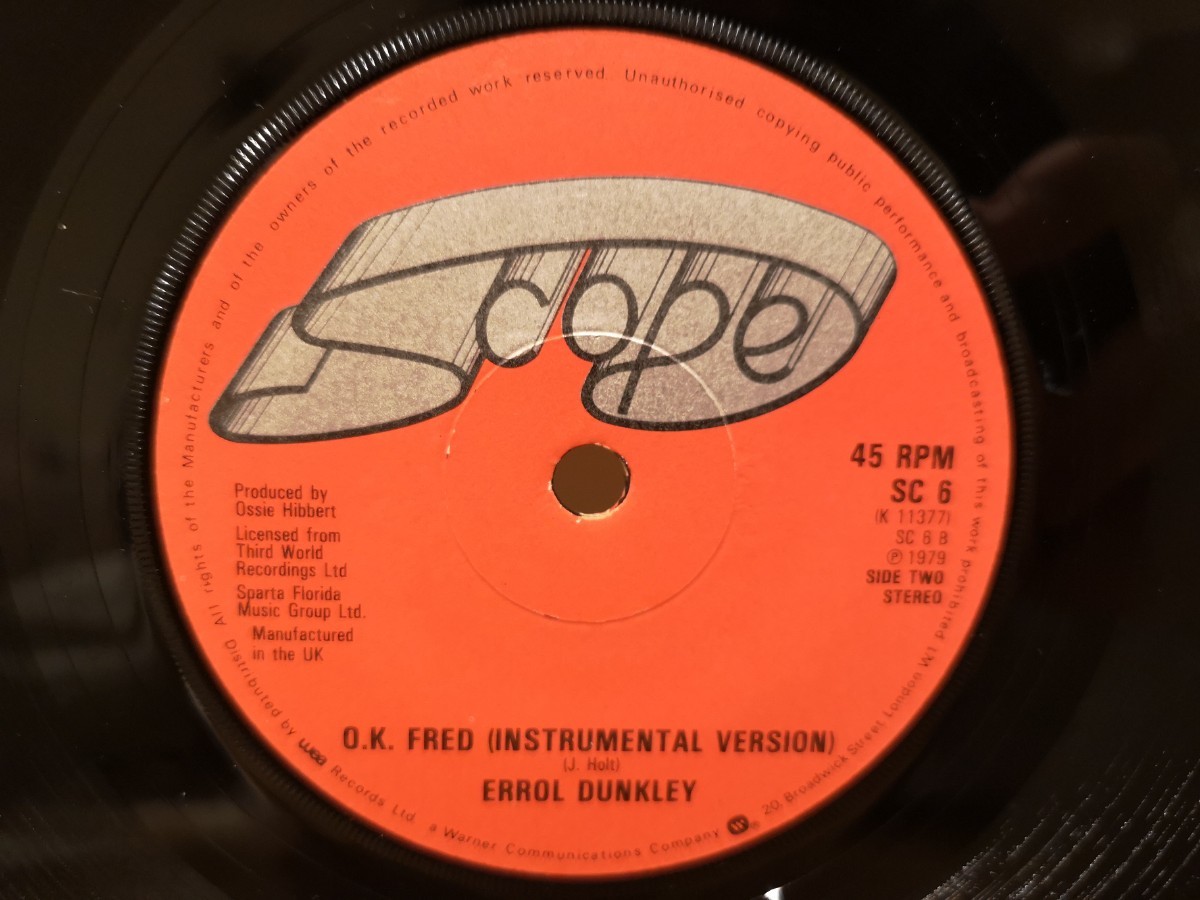 All rights of the Manufacturers and of the owners of the recorded work reserved. Unauthorised copying public performance and broadcasting of this work prohibited
Scope
45 RPM
SC 6
(K 11377)
SC 6 B
℗ 1979
SIDE TWO
STEREO
Produced by
Ossie Hibbert
Licensed from
Third World
Recordings Ltd
Sparta Florida
Music Group Ltd.
Manufactured
in the UK
O.K. FRED (INSTRUMENTAL VERSION)
(J. Holt)
ERROL DUNKLEY
Distributed by wea Records Ltd. a Warner Communications Company ® 20, Broadwick Street London W1